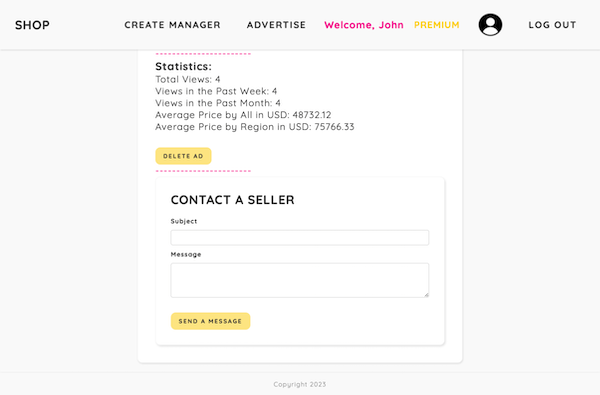 SHOP CREATE MANAGER ADVERTISE Welcome, John PREMIUM LOG OUT
Statistics:
Total Views: 4
Views in the Past Week: 4
Views in the Past Month: 4
Average Price by All in USD: 48732.12
Average Price by Region in USD: 75766.33
DELETE AD
CONTACT A SELLER
Subject
Message
SEND A MESSAGE
Copyright 2023